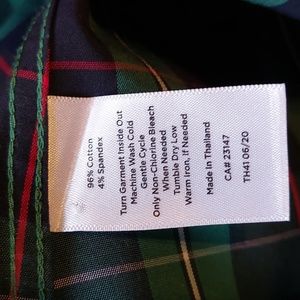 96% Cotton
4% Spandex
Turn Garment Inside Out
Machine Wash Cold
Gentle Cycle
Only Non-Chlorine Bleach
When Needed
Tumble Dry Low
Warm Iron, If Needed
Made In Thailand
CA# 23147
TH41 06/20